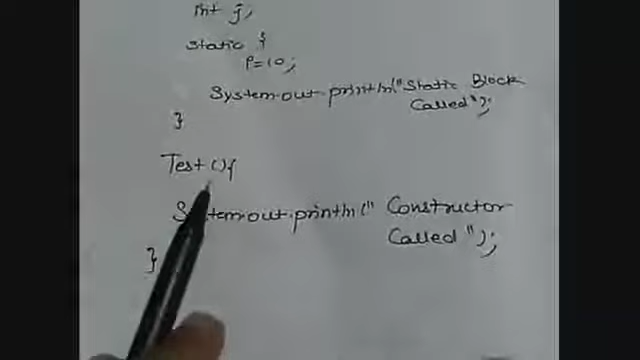 int j;
static {
i=10;
System.out.println("Static Block
Called");
}
Test(){
System.out.println(" Constructor
Called");
}